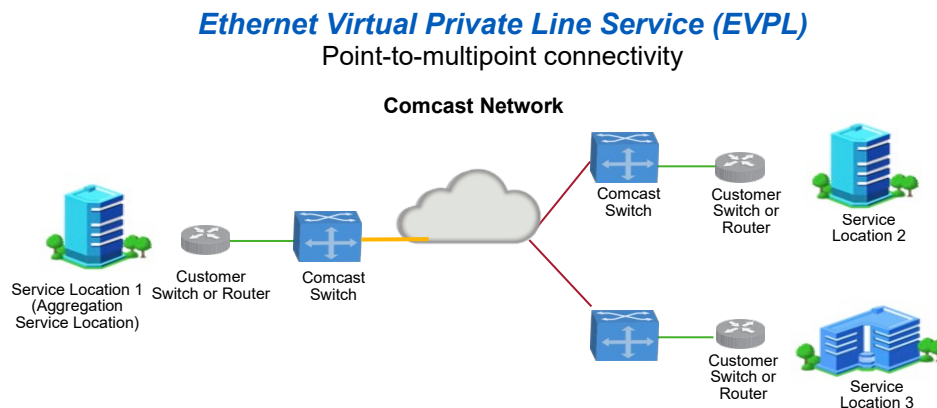 Ethernet Virtual Private Line Service (EVPL)
Point-to-multipoint connectivity
Comcast Network
Service Location 1
(Aggregation
Service Location)
Customer
Switch or Router
Comcast
Switch
Comcast
Switch
Customer
Switch or
Router
Service
Location 2
Customer
Switch or
Router
Service
Location 3